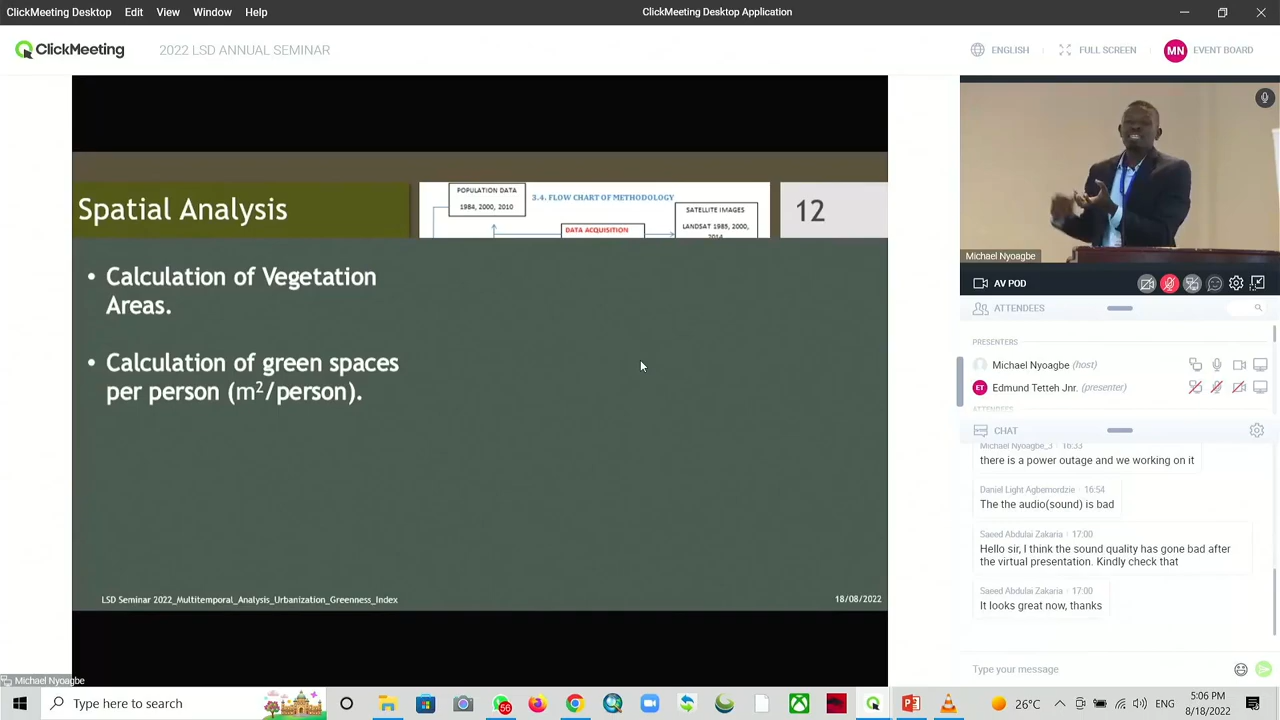 ClickMeeting Desktop Edit View Window Help
ClickMeeting Desktop Application
ClickMeeting
2022 LSD ANNUAL SEMINAR
ENGLISH
FULL SCREEN
MN
EVENT BOARD
Spatial Analysis
POPULATION DATA
1984, 2000, 2010
3.4. FLOW CHART OF METHODOLOGY
DATA ACQUISITION
SATELLITE IMAGES
LANDSAT 1985, 2000,
2014
12
• Calculation of Vegetation
Areas.
• Calculation of green spaces
per person (m²/person).
LSD Seminar 2022_Multitemporal_Analysis_Urbanization_Greenness_Index
18/08/2022
Michael Nyoagbe
Michael Nyoagbe
AV POD
ATTENDEES
PRESENTERS
Michael Nyoagbe (host)
ET
Edmund Tetteh Jnr. (presenter)
ATTENDEES
CHAT
Michael Nyoagbe_3 16:33
there is a power outage and we working on it
Daniel Light Agbemordzie 16:54
The the audio(sound) is bad
Saeed Abdulai Zakaria 17:00
Hello sir, I think the sound quality has gone bad after
the virtual presentation. Kindly check that
Saeed Abdulai Zakaria 17:00
It looks great now, thanks
Type your message
Type here to search
66
26°C
ENG
5:06 PM
8/18/2022